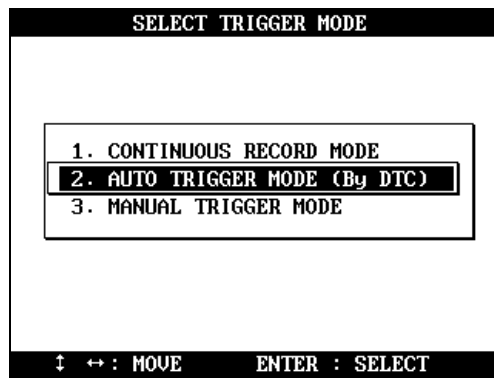 SELECT TRIGGER MODE
1. CONTINUOUS RECORD MODE
2. AUTO TRIGGER MODE (By DTC)
3. MANUAL TRIGGER MODE
↕ ↔: MOVE ENTER : SELECT